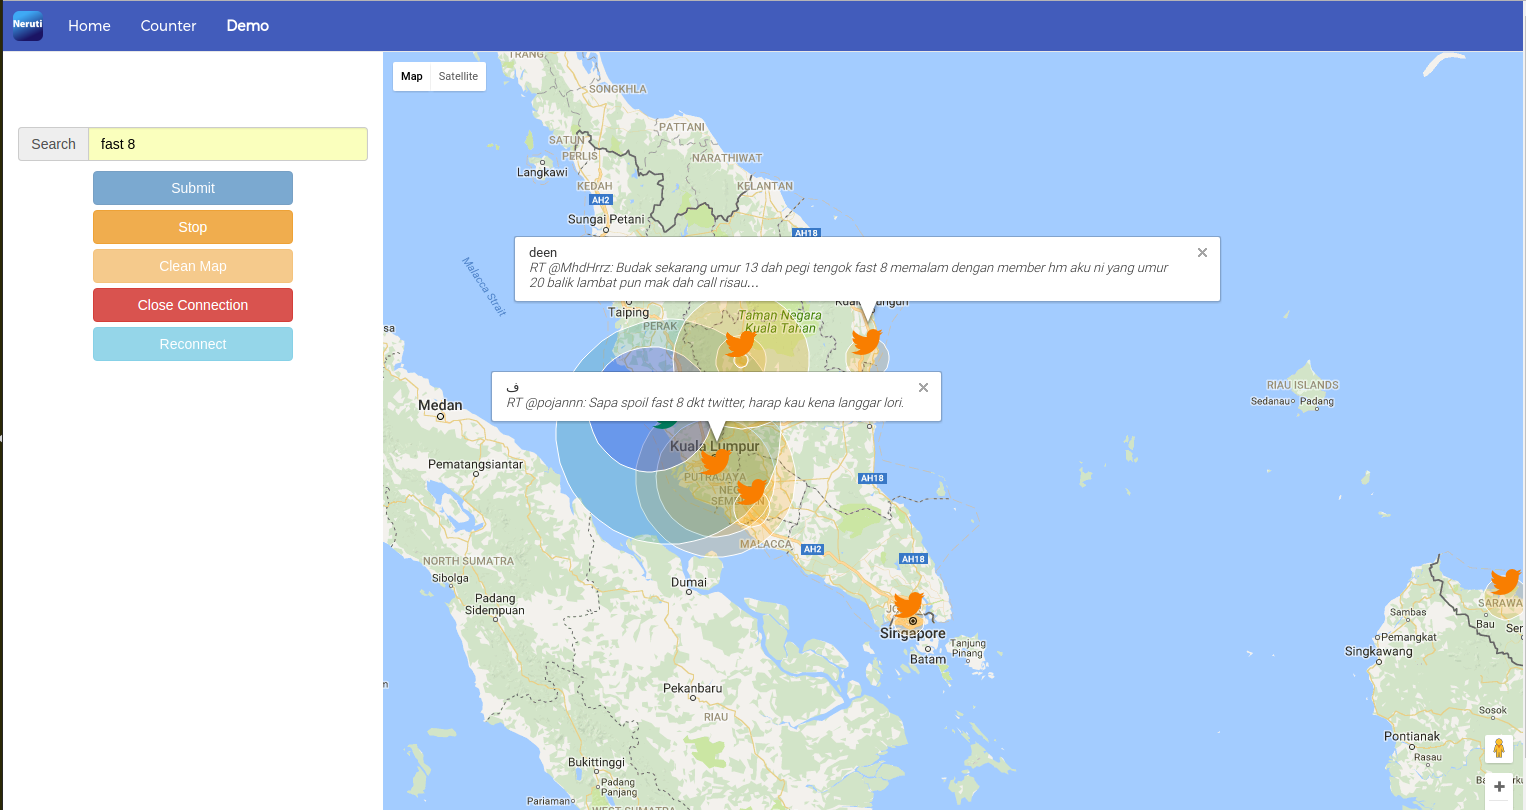 Neruti Home Counter Demo
Map Satellite
Search fast 8
Submit
Stop
Clean Map
Close Connection
Reconnect
TRANG
SONGKHLA
PATTANI
SATUN
PERLIS
NARATHIWAT
Langkawi
KEDAH
KELANTAN
AH2
Sungai Petani
AH18
Malacca Strait
deen
RT @MhdHrrz: Budak sekarang umur 13 dah pegi tengok fast 8 memalam dengan member hm aku ni yang umur
20 balik lambat pun mak dah call risau...
Taiping
PERAK
Taman Negara
Kuala Tahan
ف
RT @pojannn: Sapa spoil fast 8 dkt twitter, harap kau kena langgar lori.
RIAU ISLANDS
Sedanau Padang
Medan
Kuala Lumpur
Pematangsiantar
PUTRAJAYA
AH18
MALACCA
AH2
NORTH SUMATRA
AH18
Sibolga
Dumai
Padang
Sidempuan
Singapore
Batam
Tanjung
Pinang
SARAWA
Sambas
Bau
Pemangkat
Singkawang
Pekanbaru
RIAU
Sosok
Pontianak
Rasau
Bukittinggi
Padang
Panjang
Pariaman
WEST SUMATRA